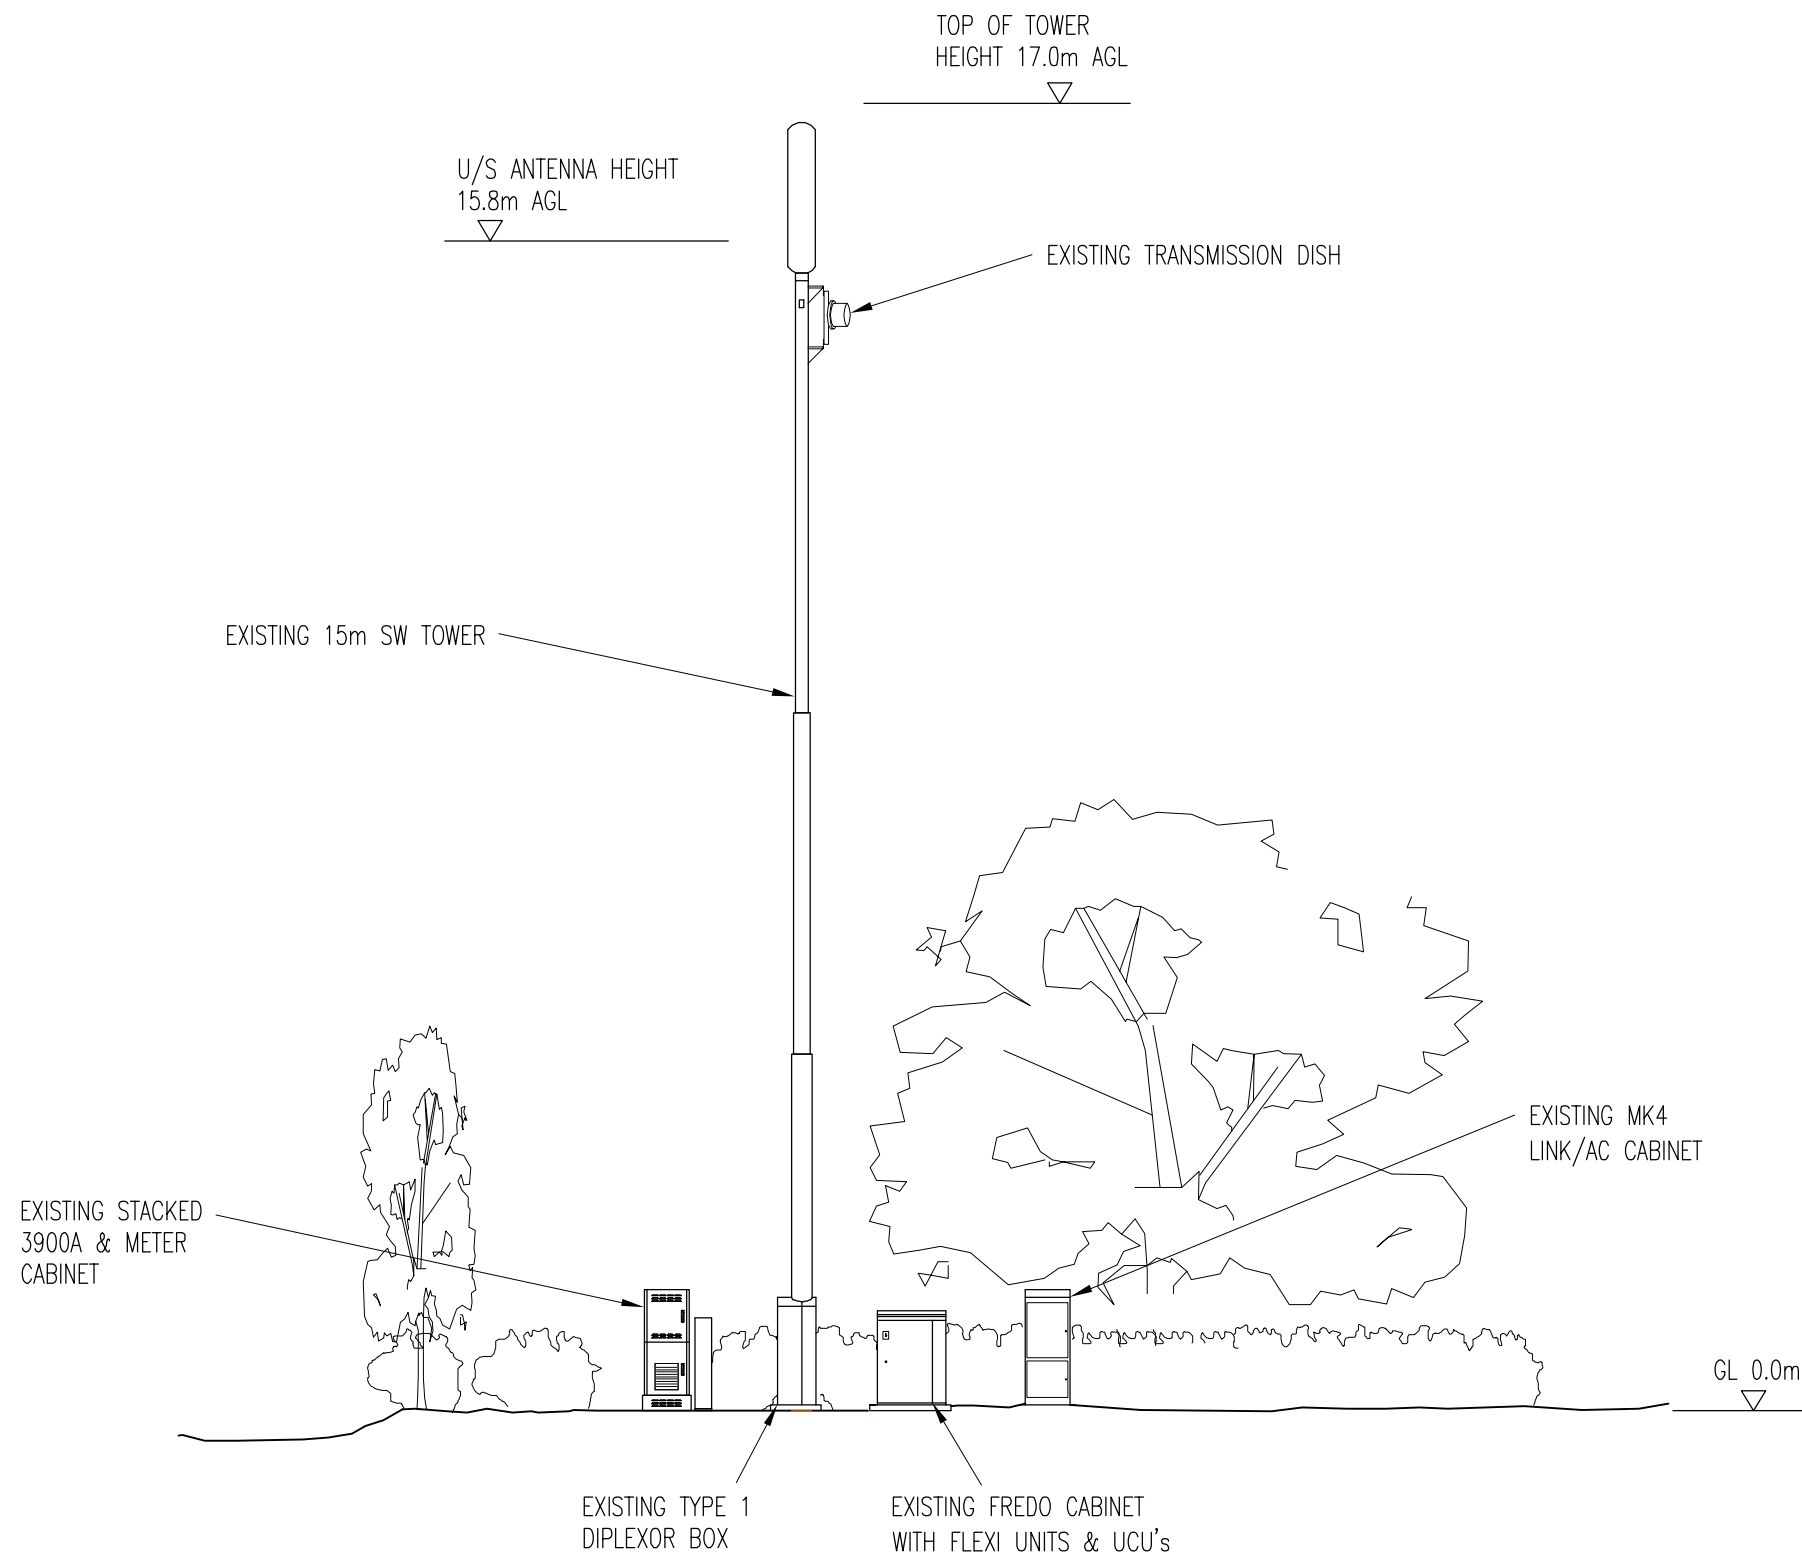 TOP OF TOWER
HEIGHT 17.0m AGL
U/S ANTENNA HEIGHT
15.8m AGL
EXISTING TRANSMISSION DISH
EXISTING 15m SW TOWER
EXISTING MK4
LINK/AC CABINET
EXISTING STACKED
3900A & METER
CABINET
GL 0.0m
EXISTING TYPE 1
DIPLEXOR BOX
EXISTING FREDO CABINET
WITH FLEXI UNITS & UCU's